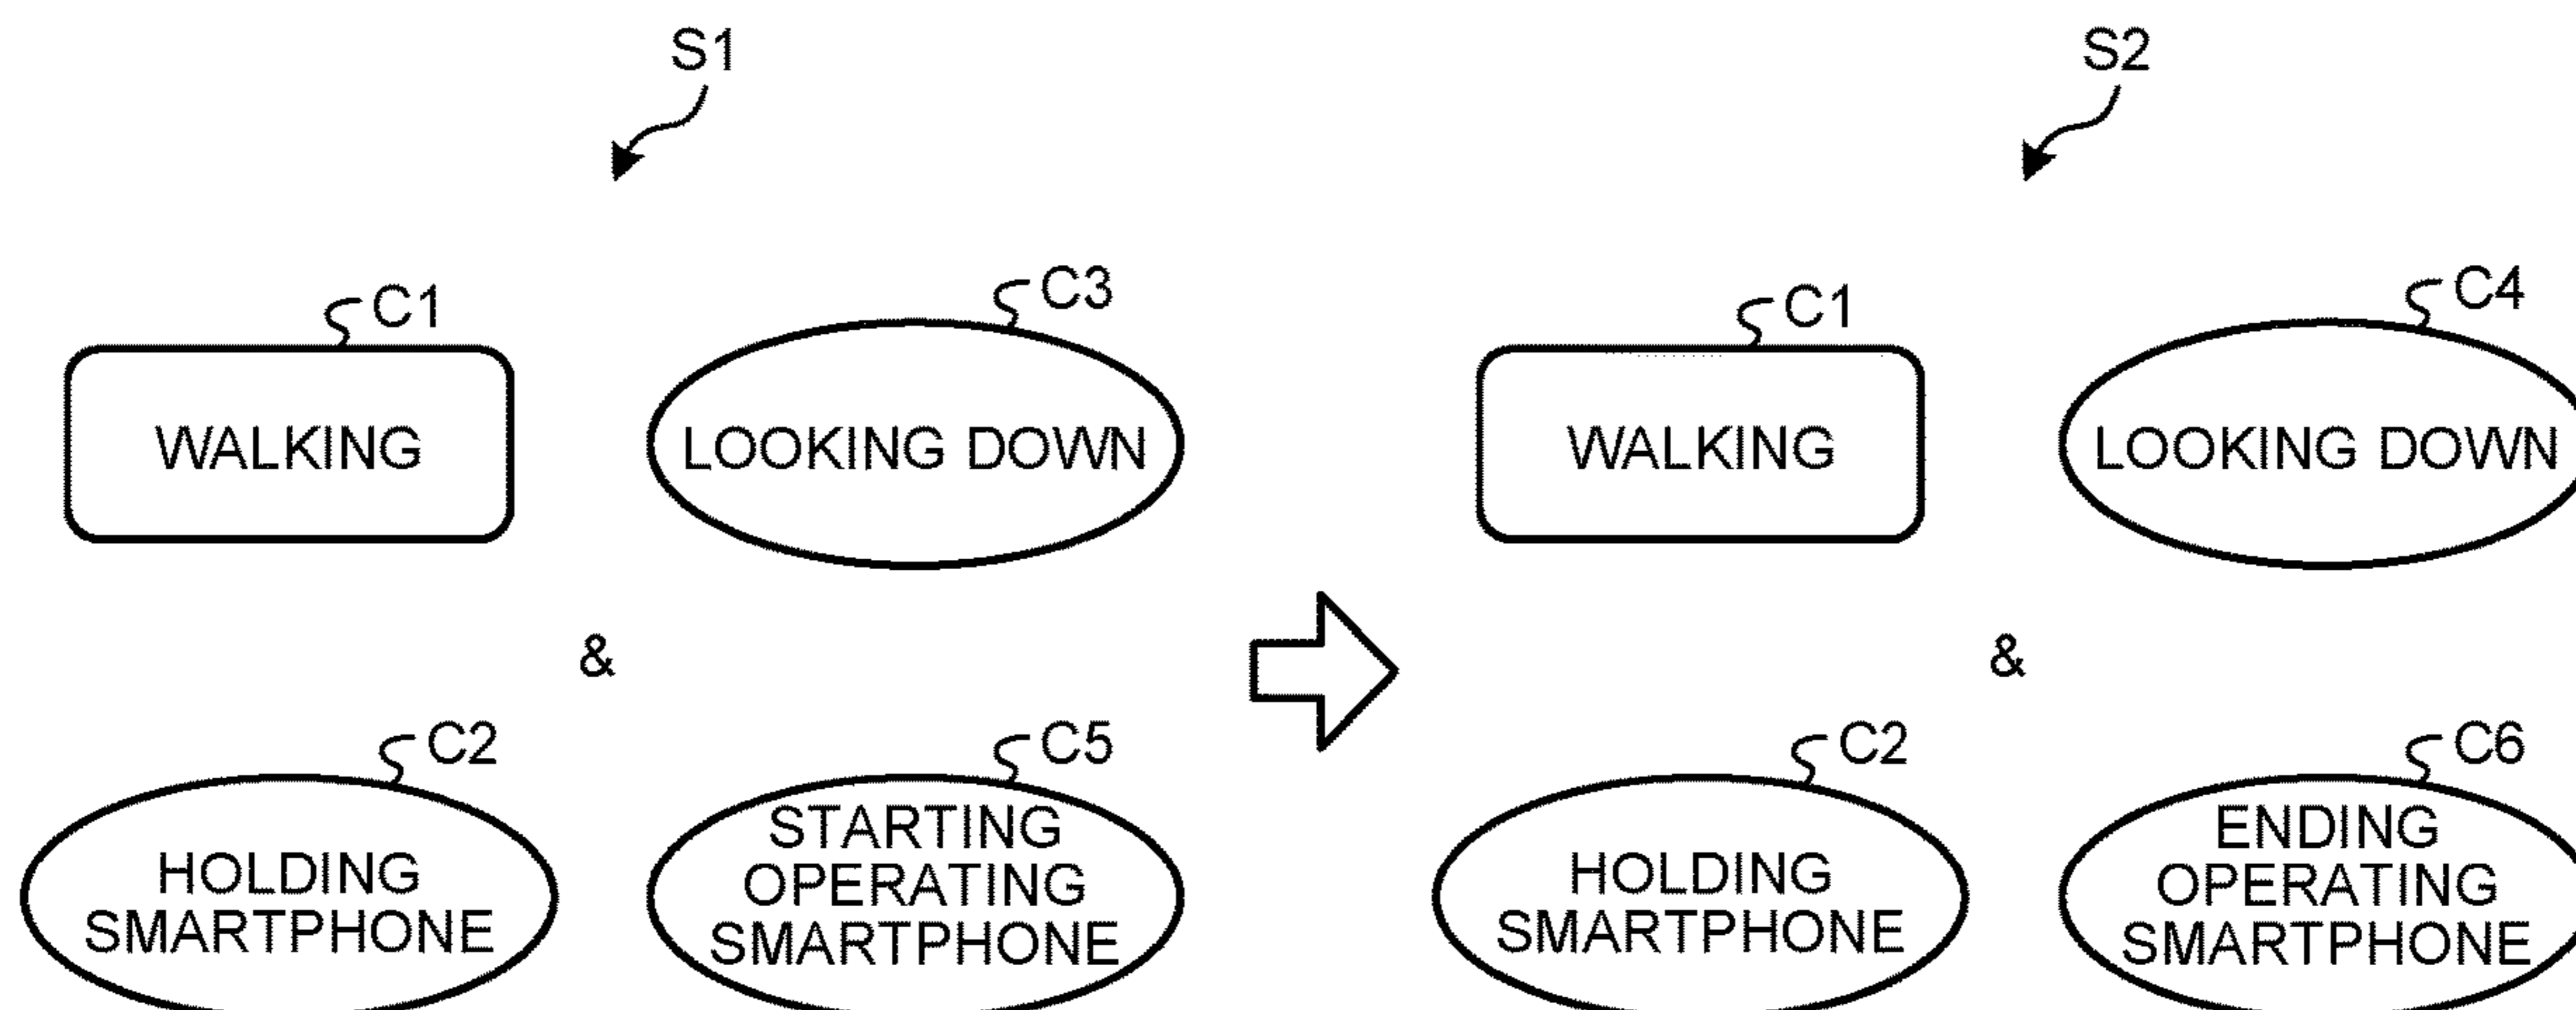 S1
S2
C1
C3
C1
C4
WALKING
LOOKING DOWN
WALKING
LOOKING DOWN
&
&
C2
C5
C2
C6
HOLDING
SMARTPHONE
STARTING
OPERATING
SMARTPHONE
HOLDING
SMARTPHONE
ENDING
OPERATING
SMARTPHONE